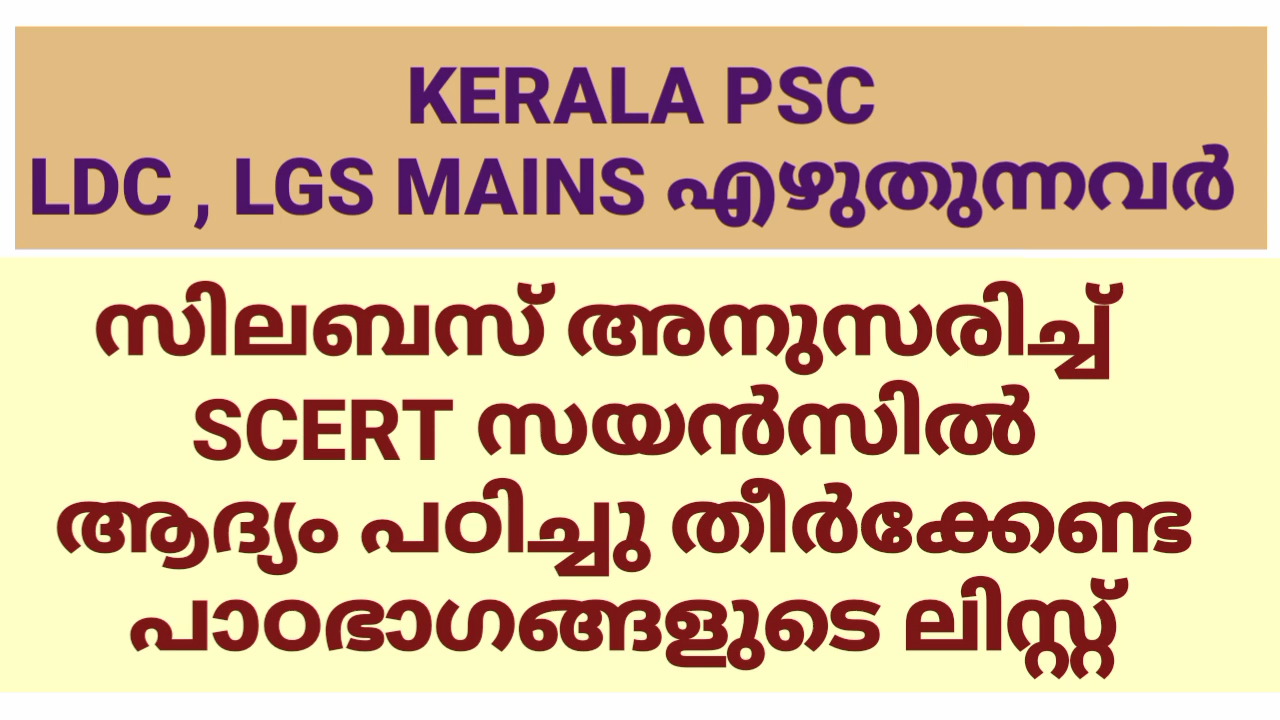 KERALA PSC
LDC , LGS MAINS എഴുതുന്നവർ
സിലബസ് അനുസരിച്ച്
SCERT സയൻസിൽ
ആദ്യം പഠിച്ചു തീർക്കേണ്ട
പാഠഭാഗങ്ങളുടെ ലിസ്റ്റ്